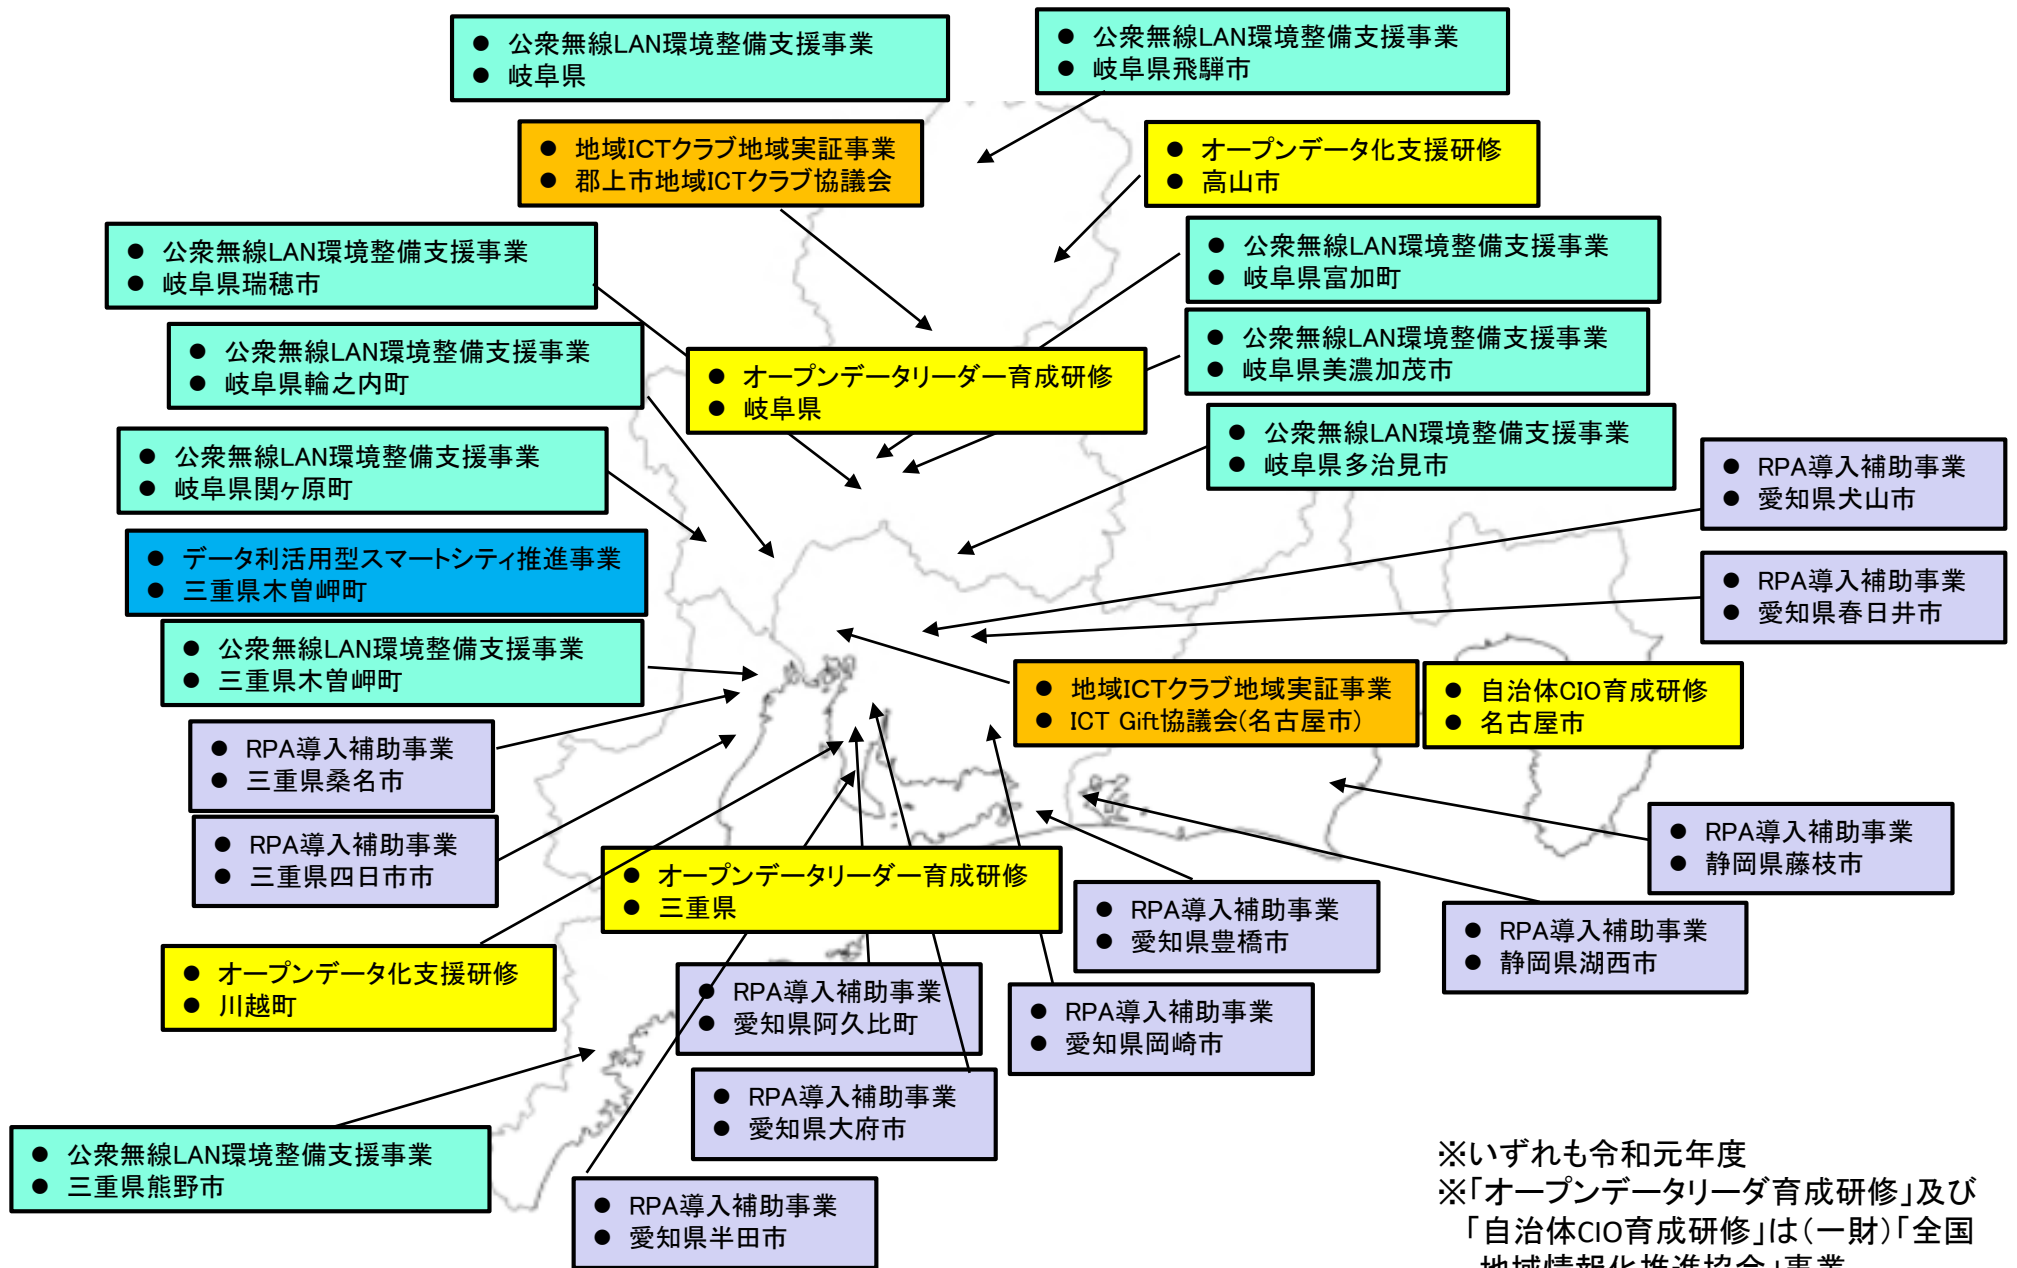 ● 公衆無線LAN環境整備支援事業
● 岐阜県
● 公衆無線LAN環境整備支援事業
● 岐阜県飛騨市
● 地域ICTクラブ地域実証事業
● 郡上市地域ICTクラブ協議会
● オープンデータ化支援研修
● 高山市
● 公衆無線LAN環境整備支援事業
● 岐阜県瑞穂市
● 公衆無線LAN環境整備支援事業
● 岐阜県富加町
● 公衆無線LAN環境整備支援事業
● 岐阜県輪之内町
● オープンデータリーダー育成研修
● 岐阜県
● 公衆無線LAN環境整備支援事業
● 岐阜県美濃加茂市
● 公衆無線LAN環境整備支援事業
● 岐阜県関ヶ原町
● 公衆無線LAN環境整備支援事業
● 岐阜県多治見市
● RPA導入補助事業
● 愛知県犬山市
● データ利活用型スマートシティ推進事業
● 三重県木曽岬町
● RPA導入補助事業
● 愛知県春日井市
● 公衆無線LAN環境整備支援事業
● 三重県木曽岬町
● 地域ICTクラブ地域実証事業
● ICT Gift協議会(名古屋市)
● 自治体CIO育成研修
● 名古屋市
● RPA導入補助事業
● 三重県桑名市
● RPA導入補助事業
● 三重県四日市市
● オープンデータリーダー育成研修
● 三重県
● RPA導入補助事業
● 静岡県藤枝市
● RPA導入補助事業
● 愛知県豊橋市
● RPA導入補助事業
● 静岡県湖西市
● オープンデータ化支援研修
● 川越町
● RPA導入補助事業
● 愛知県阿久比町
● RPA導入補助事業
● 愛知県岡崎市
● RPA導入補助事業
● 愛知県大府市
● 公衆無線LAN環境整備支援事業
● 三重県熊野市
● RPA導入補助事業
● 愛知県半田市
※いずれも令和元年度
※「オープンデータリーダ育成研修」及び
「自治体CIO育成研修」は(一財)「全国
地域情報化推進協会」事業